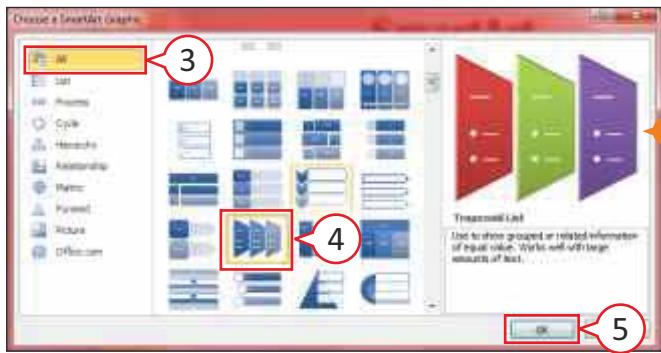 Choose a SmartArt Graphic
All
List
Process
Cycle
Hierarchy
Relationship
Matrix
Pyramid
Picture
Office.com
3
4
Trapezoid List
Use to show grouped or related information
of equal value. Works well with large
amounts of text.
OK
5